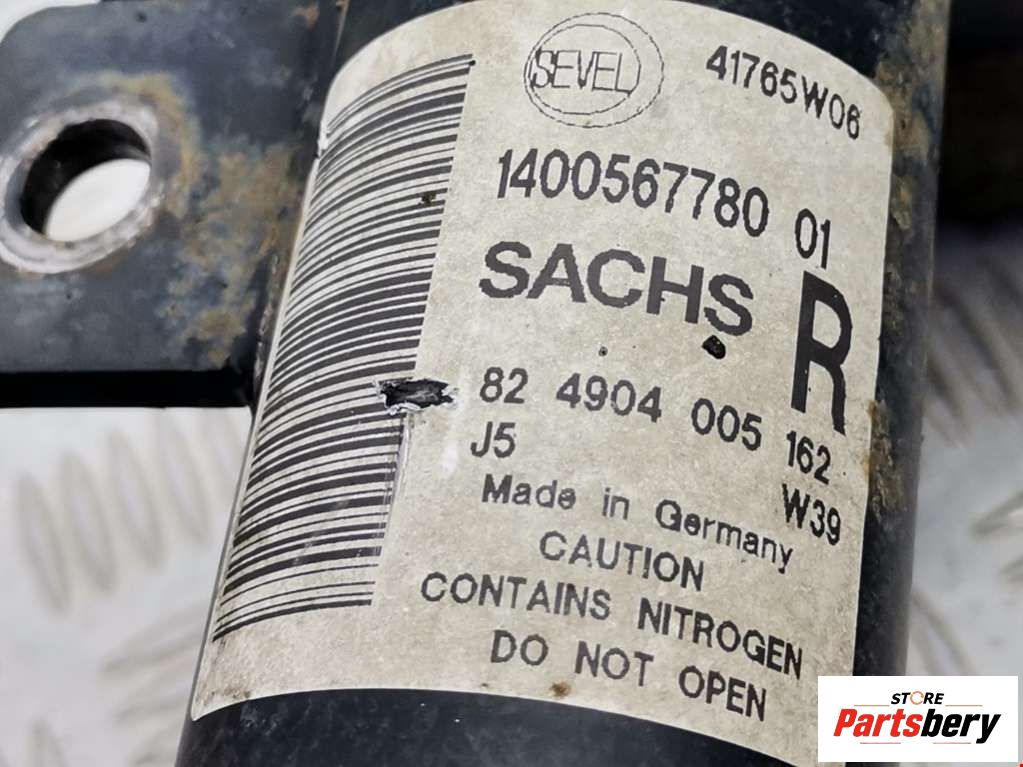 SEVEL
41765W06
1400567780 01
SACHS R
82 4904 005 162
J5
W39
Made in Germany
CAUTION
CONTAINS NITROGEN
DO NOT OPEN
STORE
Partsbery